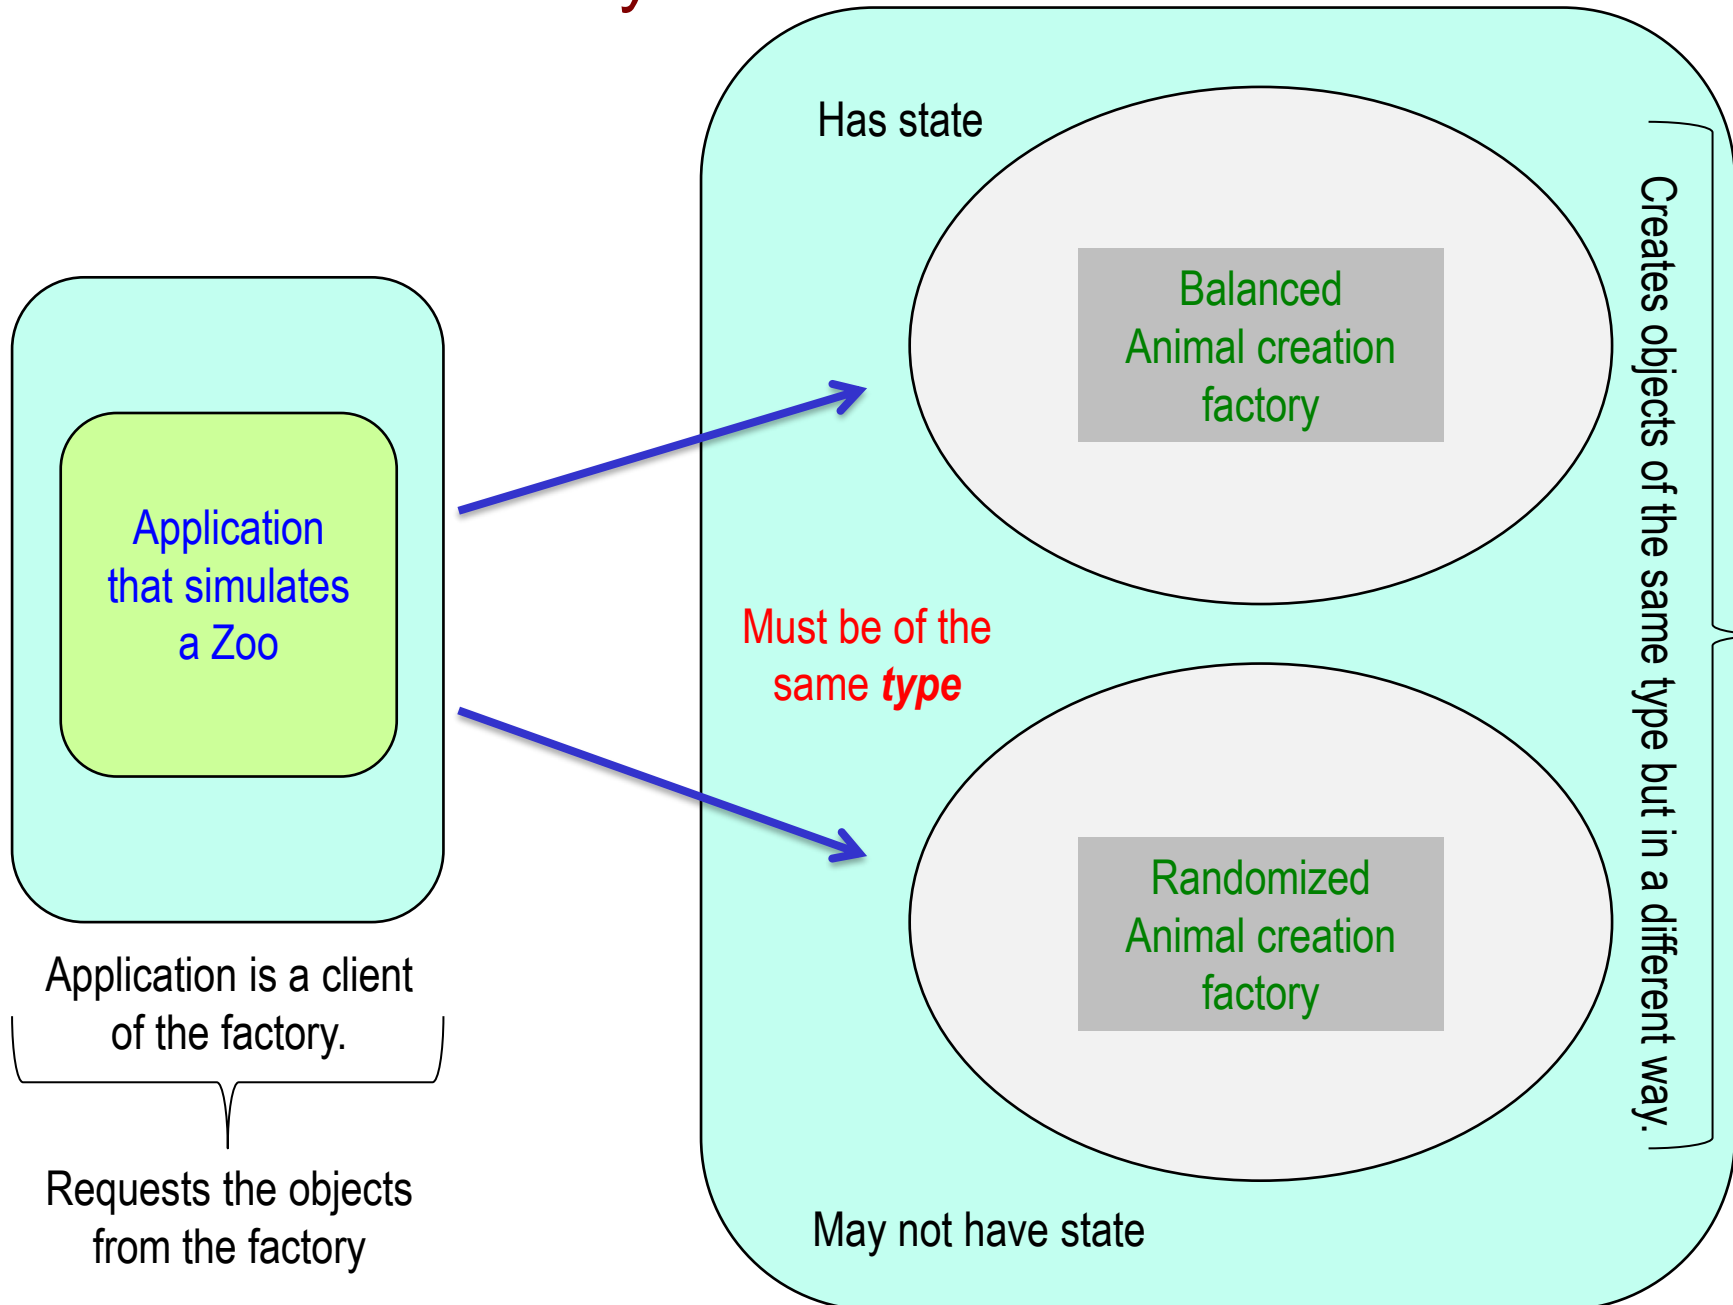 Has state
Balanced
Animal creation
factory
Creates objects of the same type but in a different way.
Application
that simulates
a Zoo
Must be of the
same type
Randomized
Animal creation
factory
Application is a client
of the factory.
Requests the objects
from the factory
May not have state